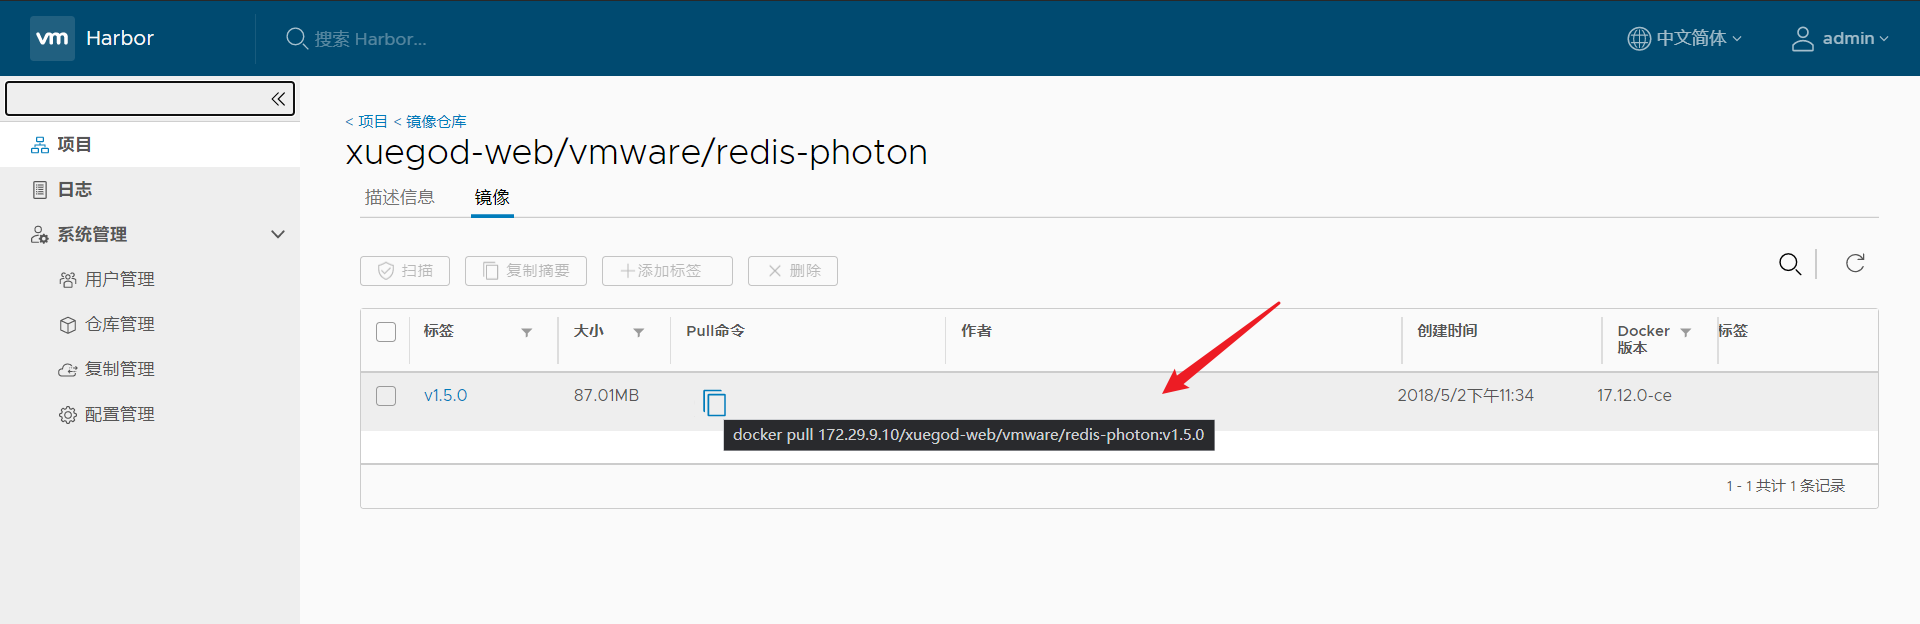 vm Harbor
搜索 Harbor...
中文简体
admin
项目
日志
系统管理
用户管理
仓库管理
复制管理
配置管理
< 项目 < 镜像仓库
xuegod-web/vmware/redis-photon
描述信息 镜像
扫描 复制摘要 +添加标签 × 删除
标签 大小 Pull命令 作者 创建时间 Docker 版本 标签
v1.5.0 87.01MB 2018/5/2下午11:34 17.12.0-ce
docker pull 172.29.9.10/xuegod-web/vmware/redis-photon:v1.5.0
1 - 1 共计 1 条记录